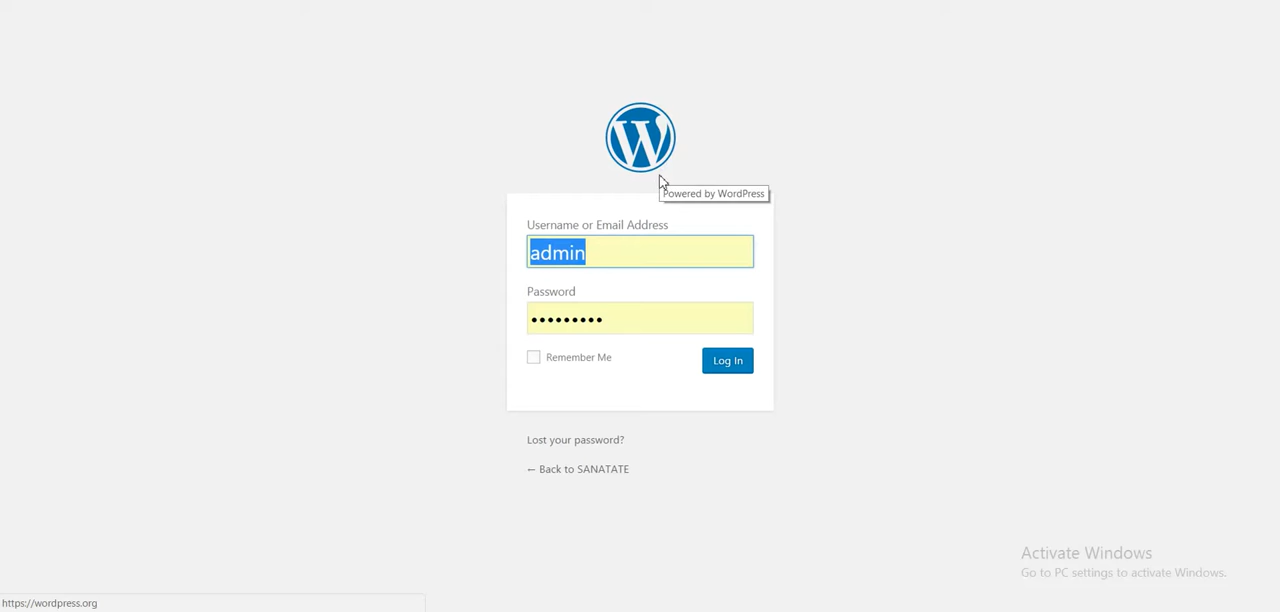 Powered by WordPress
Username or Email Address
admin
Password
•••••••••
Remember Me
Log In
Lost your password?
← Back to SANATATE
Activate Windows
Go to PC settings to activate Windows.
https://wordpress.org